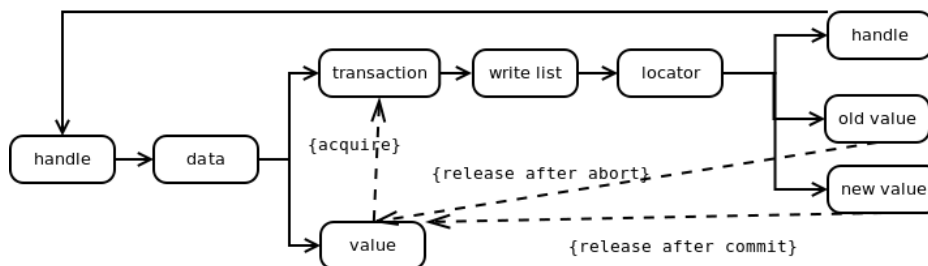 handle
transaction
write list
locator
old value
{acquire}
handle
data
{release after abort}
new value
value
{release after commit}